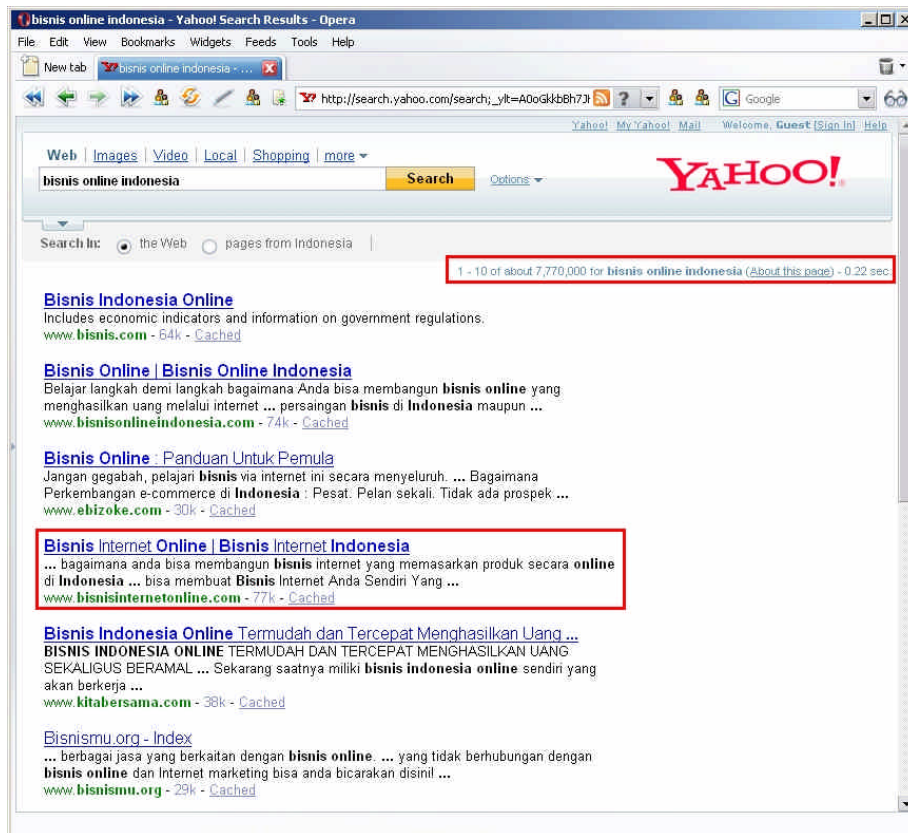 bisnis online indonesia - Yahoo! Search Results - Opera
File Edit View Bookmarks Widgets Feeds Tools Help
New tab bisnis online indonesia - ...
http://search.yahoo.com/search;_ylt=A0oGkkbBh7Jl ? Google
Yahoo! My Yahoo! Mail Welcome, Guest [Sign In] Help
Web | Images | Video | Local | Shopping | more
bisnis online indonesia Search Options YAHOO!
Search In: the Web pages from Indonesia
1 - 10 of about 7,770,000 for bisnis online indonesia (About this page) - 0.22 sec.
Bisnis Indonesia Online
Includes economic indicators and information on government regulations.
www.bisnis.com - 64k - Cached
Bisnis Online | Bisnis Online Indonesia
Belajar langkah demi langkah bagaimana Anda bisa membangun bisnis online yang
menghasilkan uang melalui internet ... persaingan bisnis di Indonesia maupun ...
www.bisnisonlineindonesia.com - 74k - Cached
Bisnis Online : Panduan Untuk Pemula
Jangan gegabah, pelajari bisnis via internet ini secara menyeluruh. ... Bagaimana
Perkembangan e-commerce di Indonesia : Pesat. Pelan sekali. Tidak ada prospek ...
www.ebizoke.com - 30k - Cached
Bisnis Internet Online | Bisnis Internet Indonesia
... bagaimana anda bisa membangun bisnis internet yang memasarkan produk secara online
di Indonesia ... bisa membuat Bisnis Internet Anda Sendiri Yang ...
www.bisnisinternetonline.com - 77k - Cached
Bisnis Indonesia Online Termudah dan Tercepat Menghasilkan Uang ...
BISNIS INDONESIA ONLINE TERMUDAH DAN TERCEPAT MENGHASILKAN UANG
SEKALIGUS BERAMAL ... Sekarang saatnya miliki bisnis indonesia online sendiri yang
akan berkerja ...
www.kitabersama.com - 38k - Cached
Bisnismu.org - Index
... berbagai jasa yang berkaitan dengan bisnis online. ... yang tidak berhubungan dengan
bisnis online dan Internet marketing bisa anda bicarakan disini! ...
www.bisnismu.org - 29k - Cached